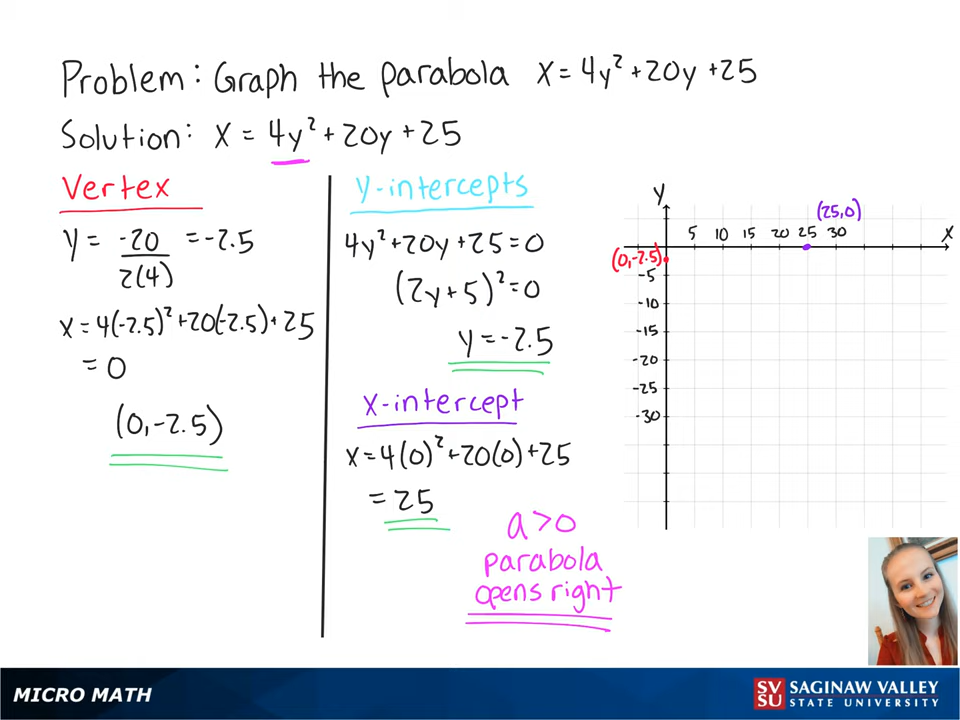 Problem: Graph the parabola x = 4y² + 20y + 25
Solution: x = 4y² + 20y + 25
Vertex
y = -20 / 2(4) = -2.5
x = 4(-2.5)² + 20(-2.5) + 25
= 0
(0, -2.5)
Y-intercepts
4y² + 20y + 25 = 0
(2y + 5)² = 0
y = -2.5
x-intercept
x = 4(0)² + 20(0) + 25
= 25
a > 0
parabola
opens right
Y
(25,0)
5 10 15 20 25 30 x
(0,-2.5)
-5
-10
-15
-20
-25
-30
MICRO MATH
SV
SU
SAGINAW VALLEY
STATE UNIVERSITY